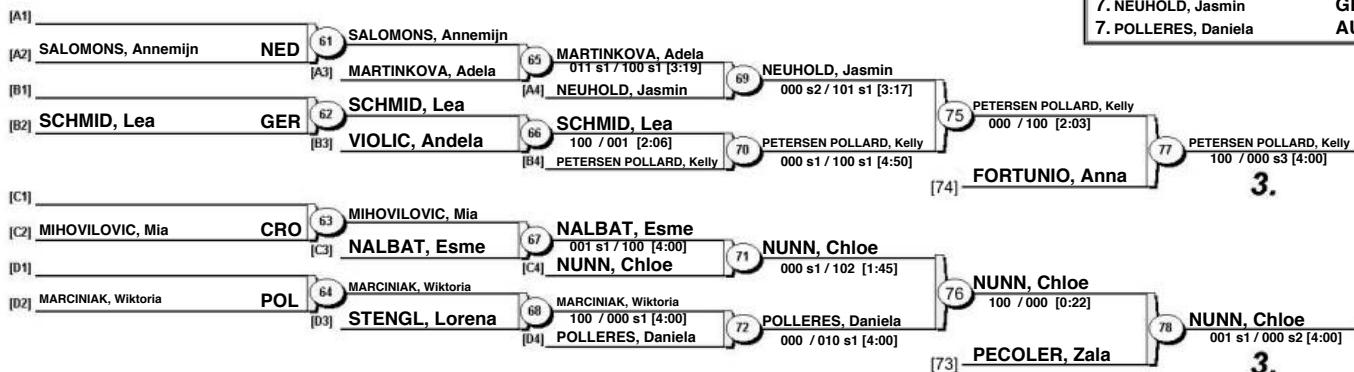 7. NEUHOLD, Jasmin
7. POLLERES, Daniela AU
[A1]
[A2] SALOMONS, Annemijn NED 61 SALOMONS, Annemijn
[A3] MARTINKOVA, Adela 65 MARTINKOVA, Adela
011 s1 / 100 s1 [3:19]
[A4] NEUHOLD, Jasmin 69 NEUHOLD, Jasmin
000 s2 / 101 s1 [3:17]
[B1]
[B2] SCHMID, Lea GER 62 SCHMID, Lea
[B3] VIOLIC, Andela 66 SCHMID, Lea
100 / 001 [2:06]
[B4] PETERSEN POLLARD, Kelly 70 PETERSEN POLLARD, Kelly
000 s1 / 100 s1 [4:50]
75 PETERSEN POLLARD, Kelly
000 / 100 [2:03]
[74] FORTUNIO, Anna 77 PETERSEN POLLARD, Kelly
100 / 000 s3 [4:00]
3.
[C1]
[C2] MIHOVILOVIC, Mia CRO 63 MIHOVILOVIC, Mia
[C3] NALBAT, Esme 67 NALBAT, Esme
001 s1 / 100 [4:00]
[C4] NUNN, Chloe 71 NUNN, Chloe
000 s1 / 102 [1:45]
[D1]
[D2] MARCINIAK, Wiktoria POL 64 MARCINIAK, Wiktoria
[D3] STENGL, Lorena 68 MARCINIAK, Wiktoria
100 / 000 s1 [4:00]
[D4] POLLERES, Daniela 72 POLLERES, Daniela
000 / 010 s1 [4:00]
76 NUNN, Chloe
100 / 000 [0:22]
[73] PECOLER, Zala 78 NUNN, Chloe
001 s1 / 000 s2 [4:00]
3.